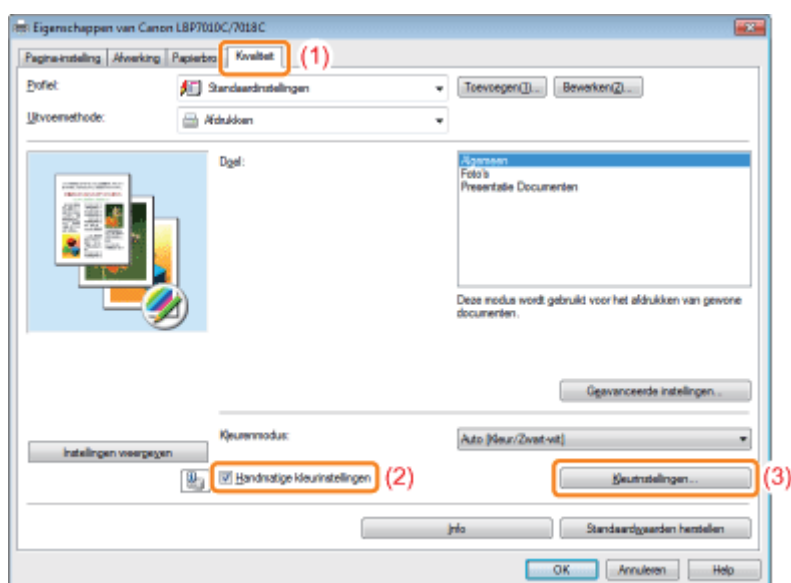 Eigenschappen van Canon LBP7010C/7018C
Pagina-instelling Afwerking Papierbro Kwaliteit (1)
Profiel: Standaardinstellingen Toevoegen(1)... Bewerken(2)...
Uitvoermethode: Afdrukken
Doel: Algemeen
Foto's
Presentatie Documenten
Deze modus wordt gebruikt voor het afdrukken van gewone
documenten.
Geavanceerde instellingen...
Kleurenmodus: Auto [Kleur/Zwart-wit]
Instellingen weergeven
Handmatige kleurinstellingen (2) Kleurinstellingen... (3)
Info Standaardwaarden herstellen
OK Annuleren Help